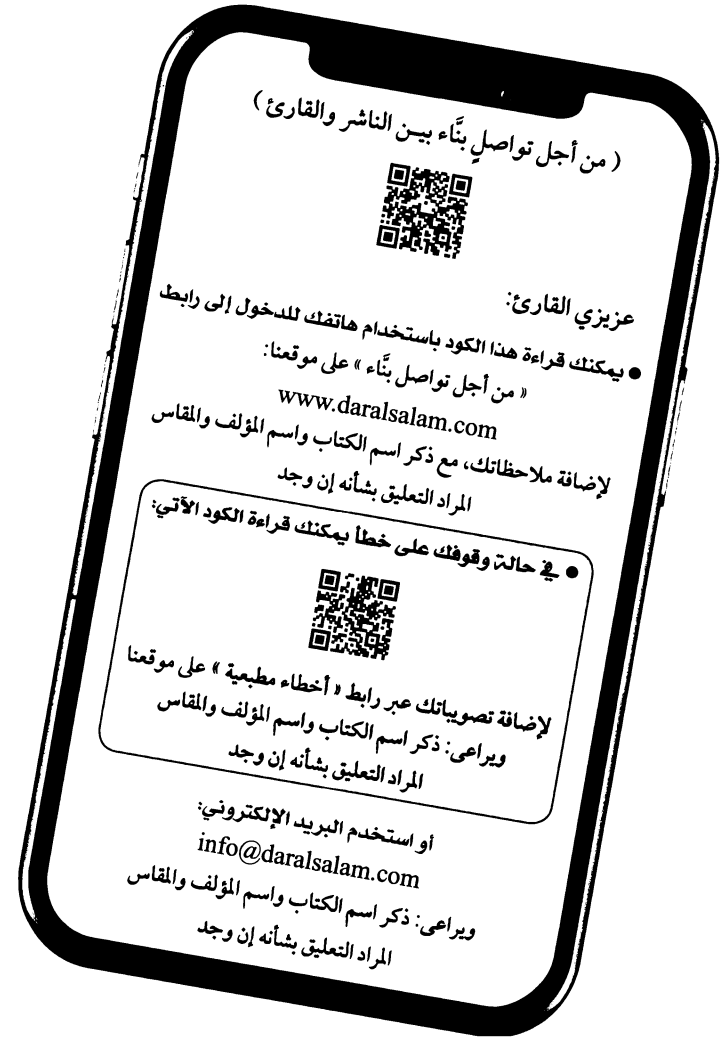 ( من أجل تواصلٍ بنَّاء بيـن الناشر والقارئ )
عزيزي القارئ:
● يمكنك قراءة هذا الكود باستخدام هاتفك للدخول إلى رابط
« من أجل تواصل بنَّاء » على موقعنا:
www.daralsalam.com
لإضافة ملاحظاتك، مع ذكر اسم الكتاب واسم المؤلف والمقاس
المراد التعليق بشأنه إن وجد
● في حالة وقوفك على خطأ يمكنك قراءة الكود الآتي:
لإضافة تصويباتك عبر رابط « أخطاء مطبعية » على موقعنا
ويراعى: ذكر اسم الكتاب واسم المؤلف والمقاس
المراد التعليق بشأنه إن وجد
أو استخدم البريد الإلكتروني:
info@daralsalam.com
ويراعى: ذكر اسم الكتاب واسم المؤلف والمقاس
المراد التعليق بشأنه إن وجد